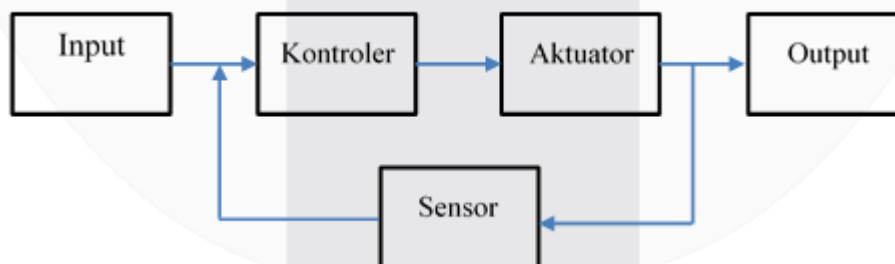 Input
Kontroler
Aktuator
Output
Sensor